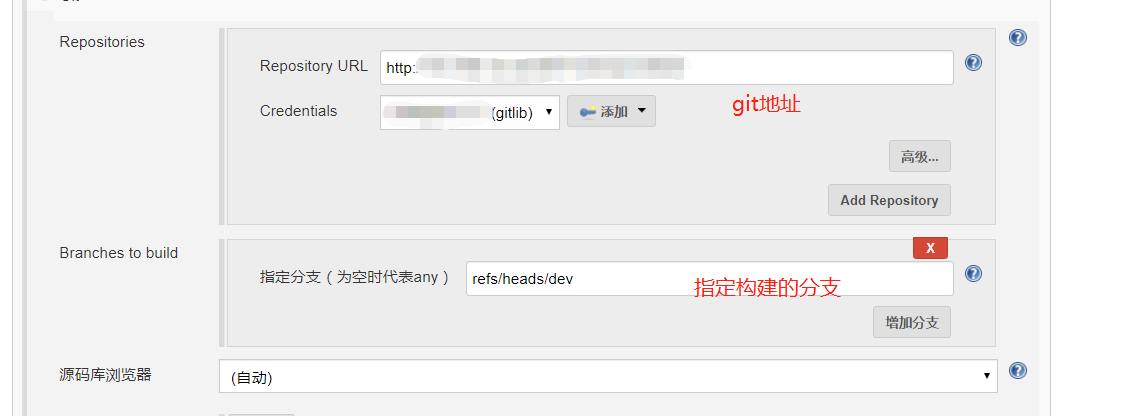 Repositories
Repository URL
http:
Credentials
(gitlib)
添加
git地址
高级...
Add Repository
Branches to build
X
指定分支（为空时代表any）
refs/heads/dev
指定构建的分支
增加分支
源码库浏览器
(自动)